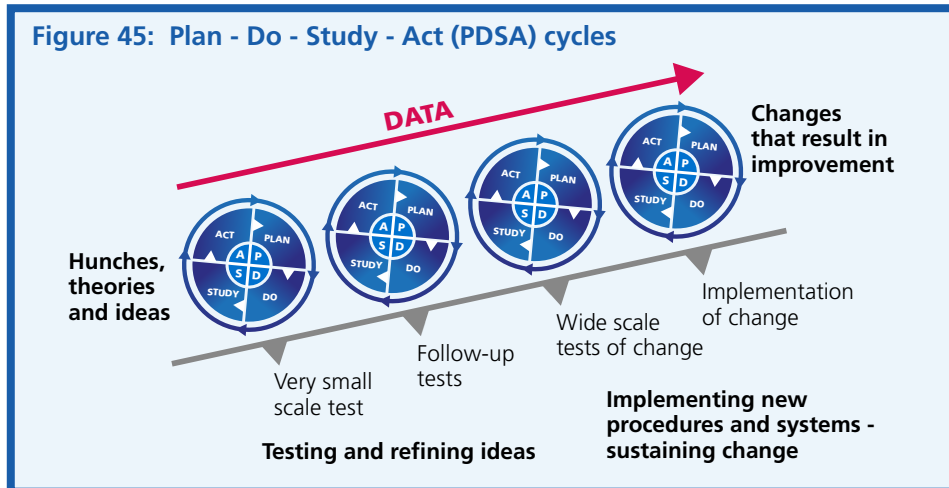 Figure 45: Plan - Do - Study - Act (PDSA) cycles
DATA
Changes
that result in
improvement
Hunches,
theories
and ideas
ACT
PLAN
A P
S D
STUDY
DO
ACT
PLAN
A P
S D
STUDY
DO
ACT
PLAN
A P
S D
STUDY
DO
ACT
PLAN
A P
S D
STUDY
DO
Very small
scale test
Follow-up
tests
Wide scale
tests of change
Implementation
of change
Testing and refining ideas
Implementing new
procedures and systems -
sustaining change